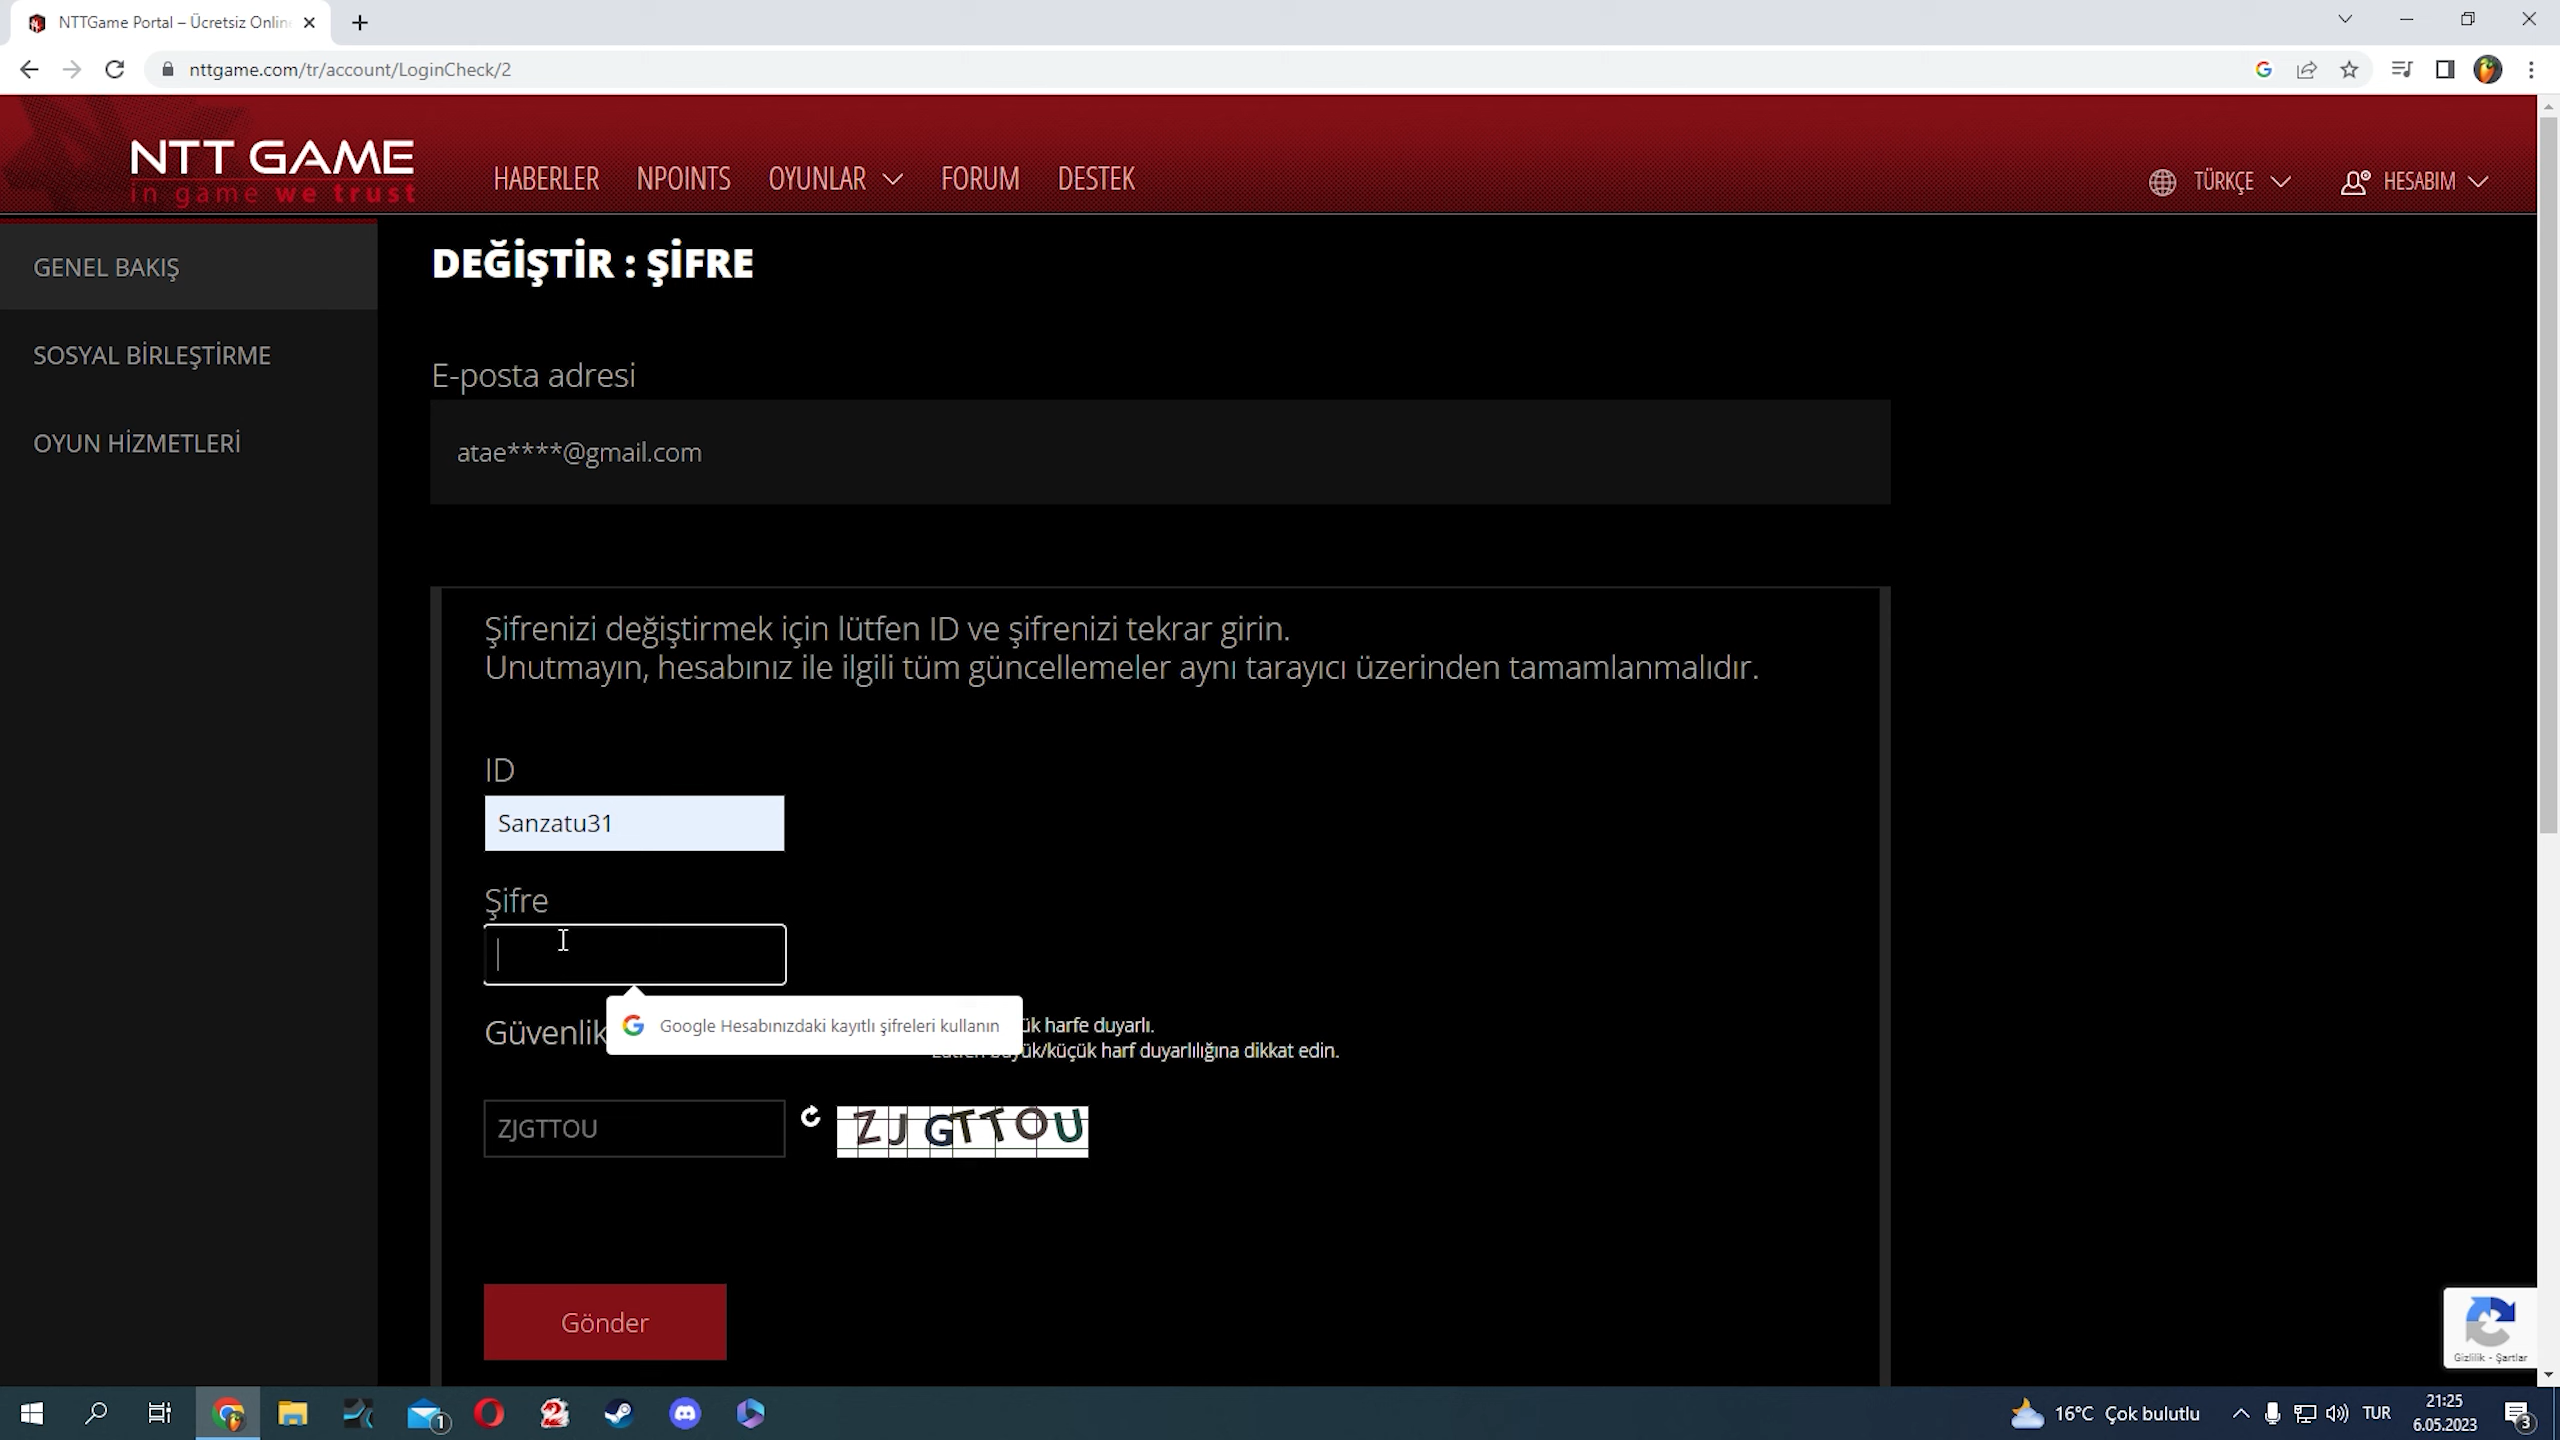 NTTGame Portal – Ücretsiz Onlin
nttgame.com/tr/account/LoginCheck/2
NTT GAME
in game we trust
HABERLER
NPOINTS
OYUNLAR
FORUM
DESTEK
TÜRKÇE
HESABIM
GENEL BAKIŞ
SOSYAL BİRLEŞTİRME
OYUN HİZMETLERİ
DEĞİŞTİR : ŞİFRE
E-posta adresi
atae****@gmail.com
Şifrenizi değiştirmek için lütfen ID ve şifrenizi tekrar girin.
Unutmayın, hesabınız ile ilgili tüm güncellemeler aynı tarayıcı üzerinden tamamlanmalıdır.
ID
Sanzatu31
Şifre
Google Hesabınızdaki kayıtlı şifreleri kullanın
Güvenlik
harfe duyarlı.
harf duyarlılığına dikkat edin.
ZJGTTOU
ZJGTTOU
Gönder
Gizlilik - Şartlar
1
16°C Çok bulutlu
TUR
21:25
6.05.2023
3